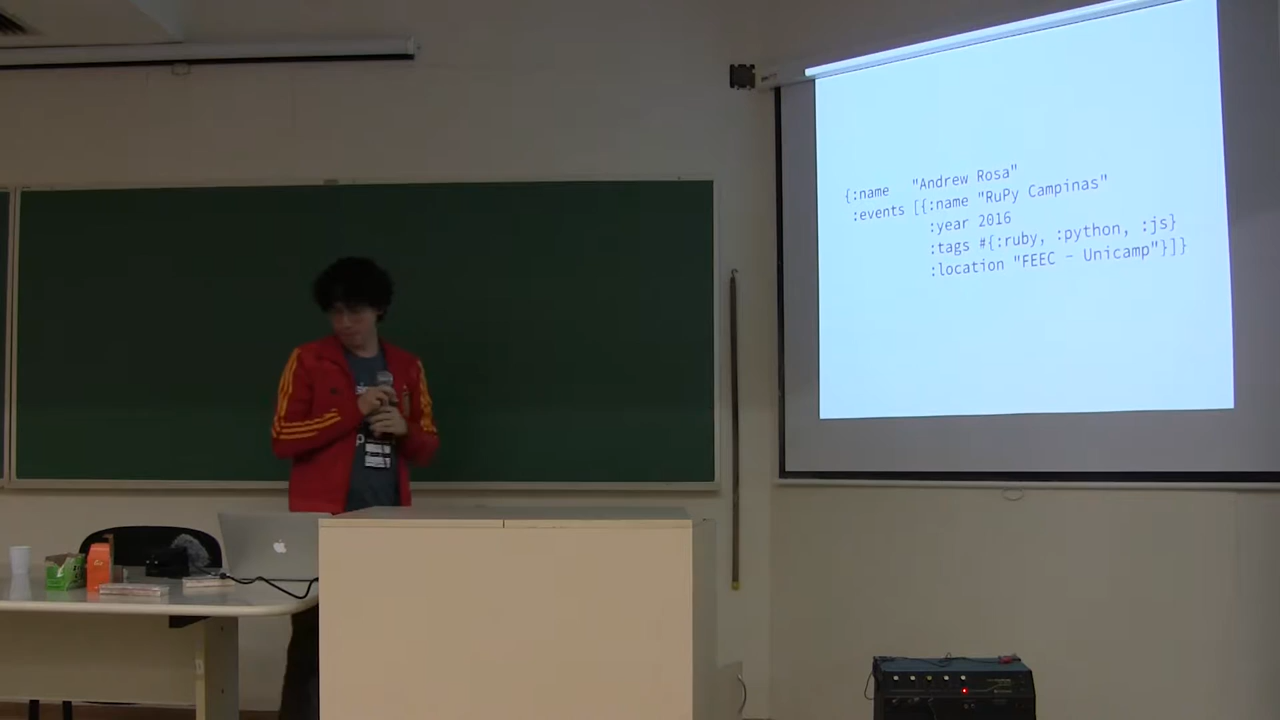 {:name "Andrew Rosa"
:events [{:name "RuPy Campinas"
:year 2016
:tags #{:ruby, :python, :js}
:location "FEEC - Unicamp"}]}